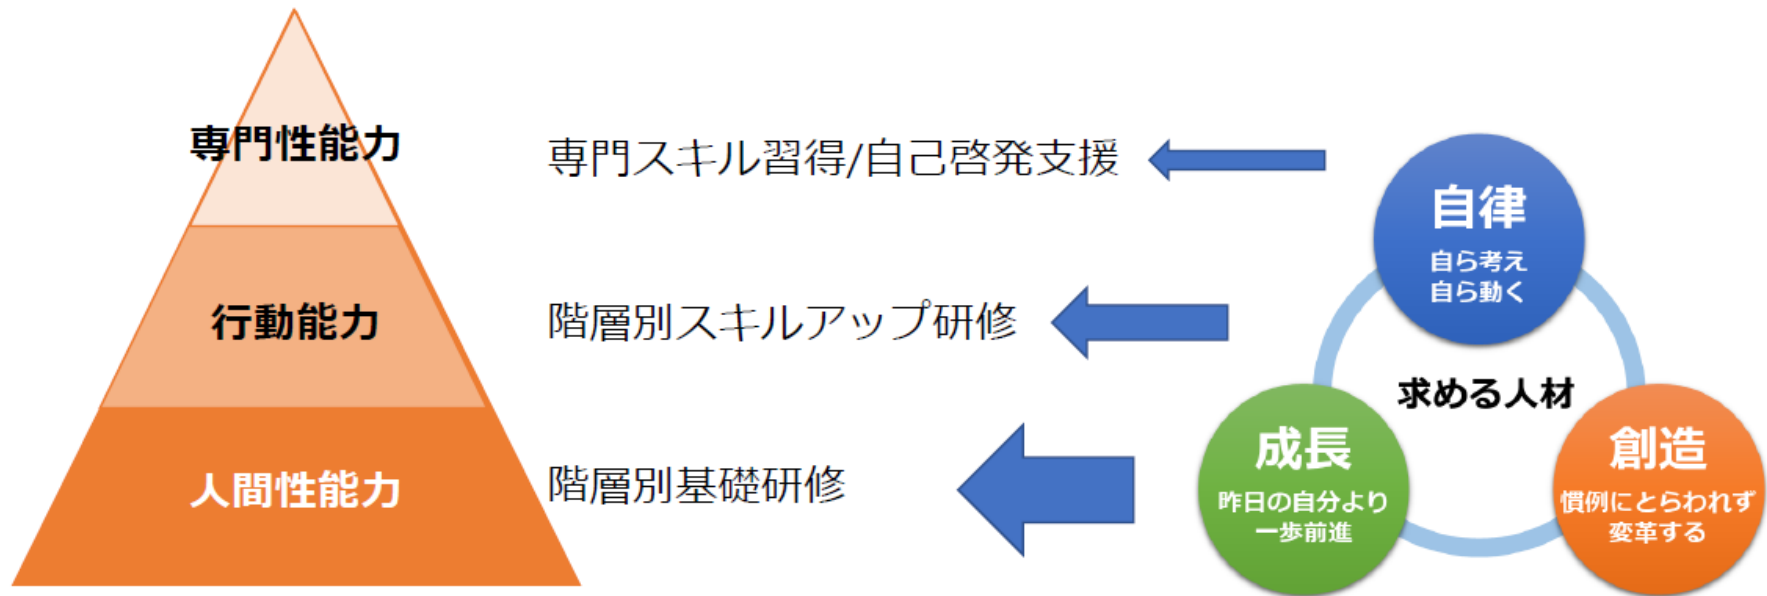 専門性能力
専門スキル習得/自己啓発支援
行動能力
階層別スキルアップ研修
人間性能力
階層別基礎研修
自律
自ら考え
自ら動く
求める人材
成長
昨日の自分より
一歩前進
創造
慣例にとらわれず
変革する